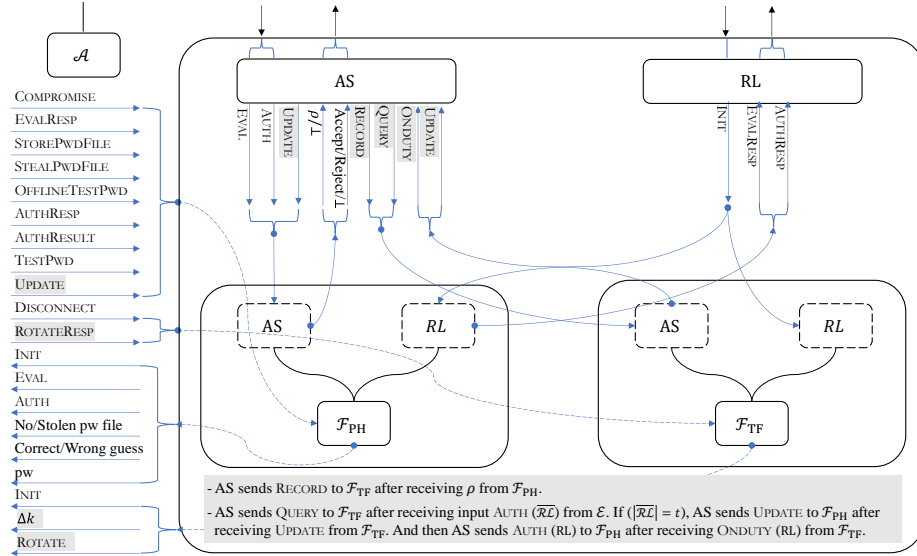 𝒜
AS
RL
COMPROMISE
EVALRESP
STOREPWDFILE
STEALPWDFILE
OFFLINETESTPWD
AUTHRESP
AUTHRESULT
TESTPWD
UPDATE
DISCONNECT
ROTATERESP
INIT
EVAL
AUTH
No/Stolen pw file
Correct/Wrong guess
pw
INIT
Δk
ROTATE
EVAL
AUTH
UPDATE
ρ/⊥
Accept/Reject/⊥
RECORD
QUERY
ONDUTY
UPDATE
INIT
EVALRESP
AUTHRESP
AS
RL
AS
RL
ℱPH
ℱTF
- AS sends RECORD to ℱTF after receiving ρ from ℱPH.
- AS sends QUERY to ℱTF after receiving input AUTH (ℛℒ̅) from ℰ. If (|ℛℒ̅| = t), AS sends UPDATE to ℱPH after
receiving UPDATE from ℱTF. And then AS sends AUTH (RL) to ℱPH after receiving ONDUTY (RL) from ℱTF.